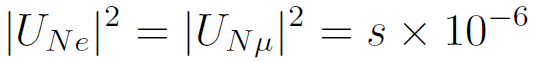 |U_{Ne}|^2 = |U_{Nμ}|^2 = s × 10^{-6}